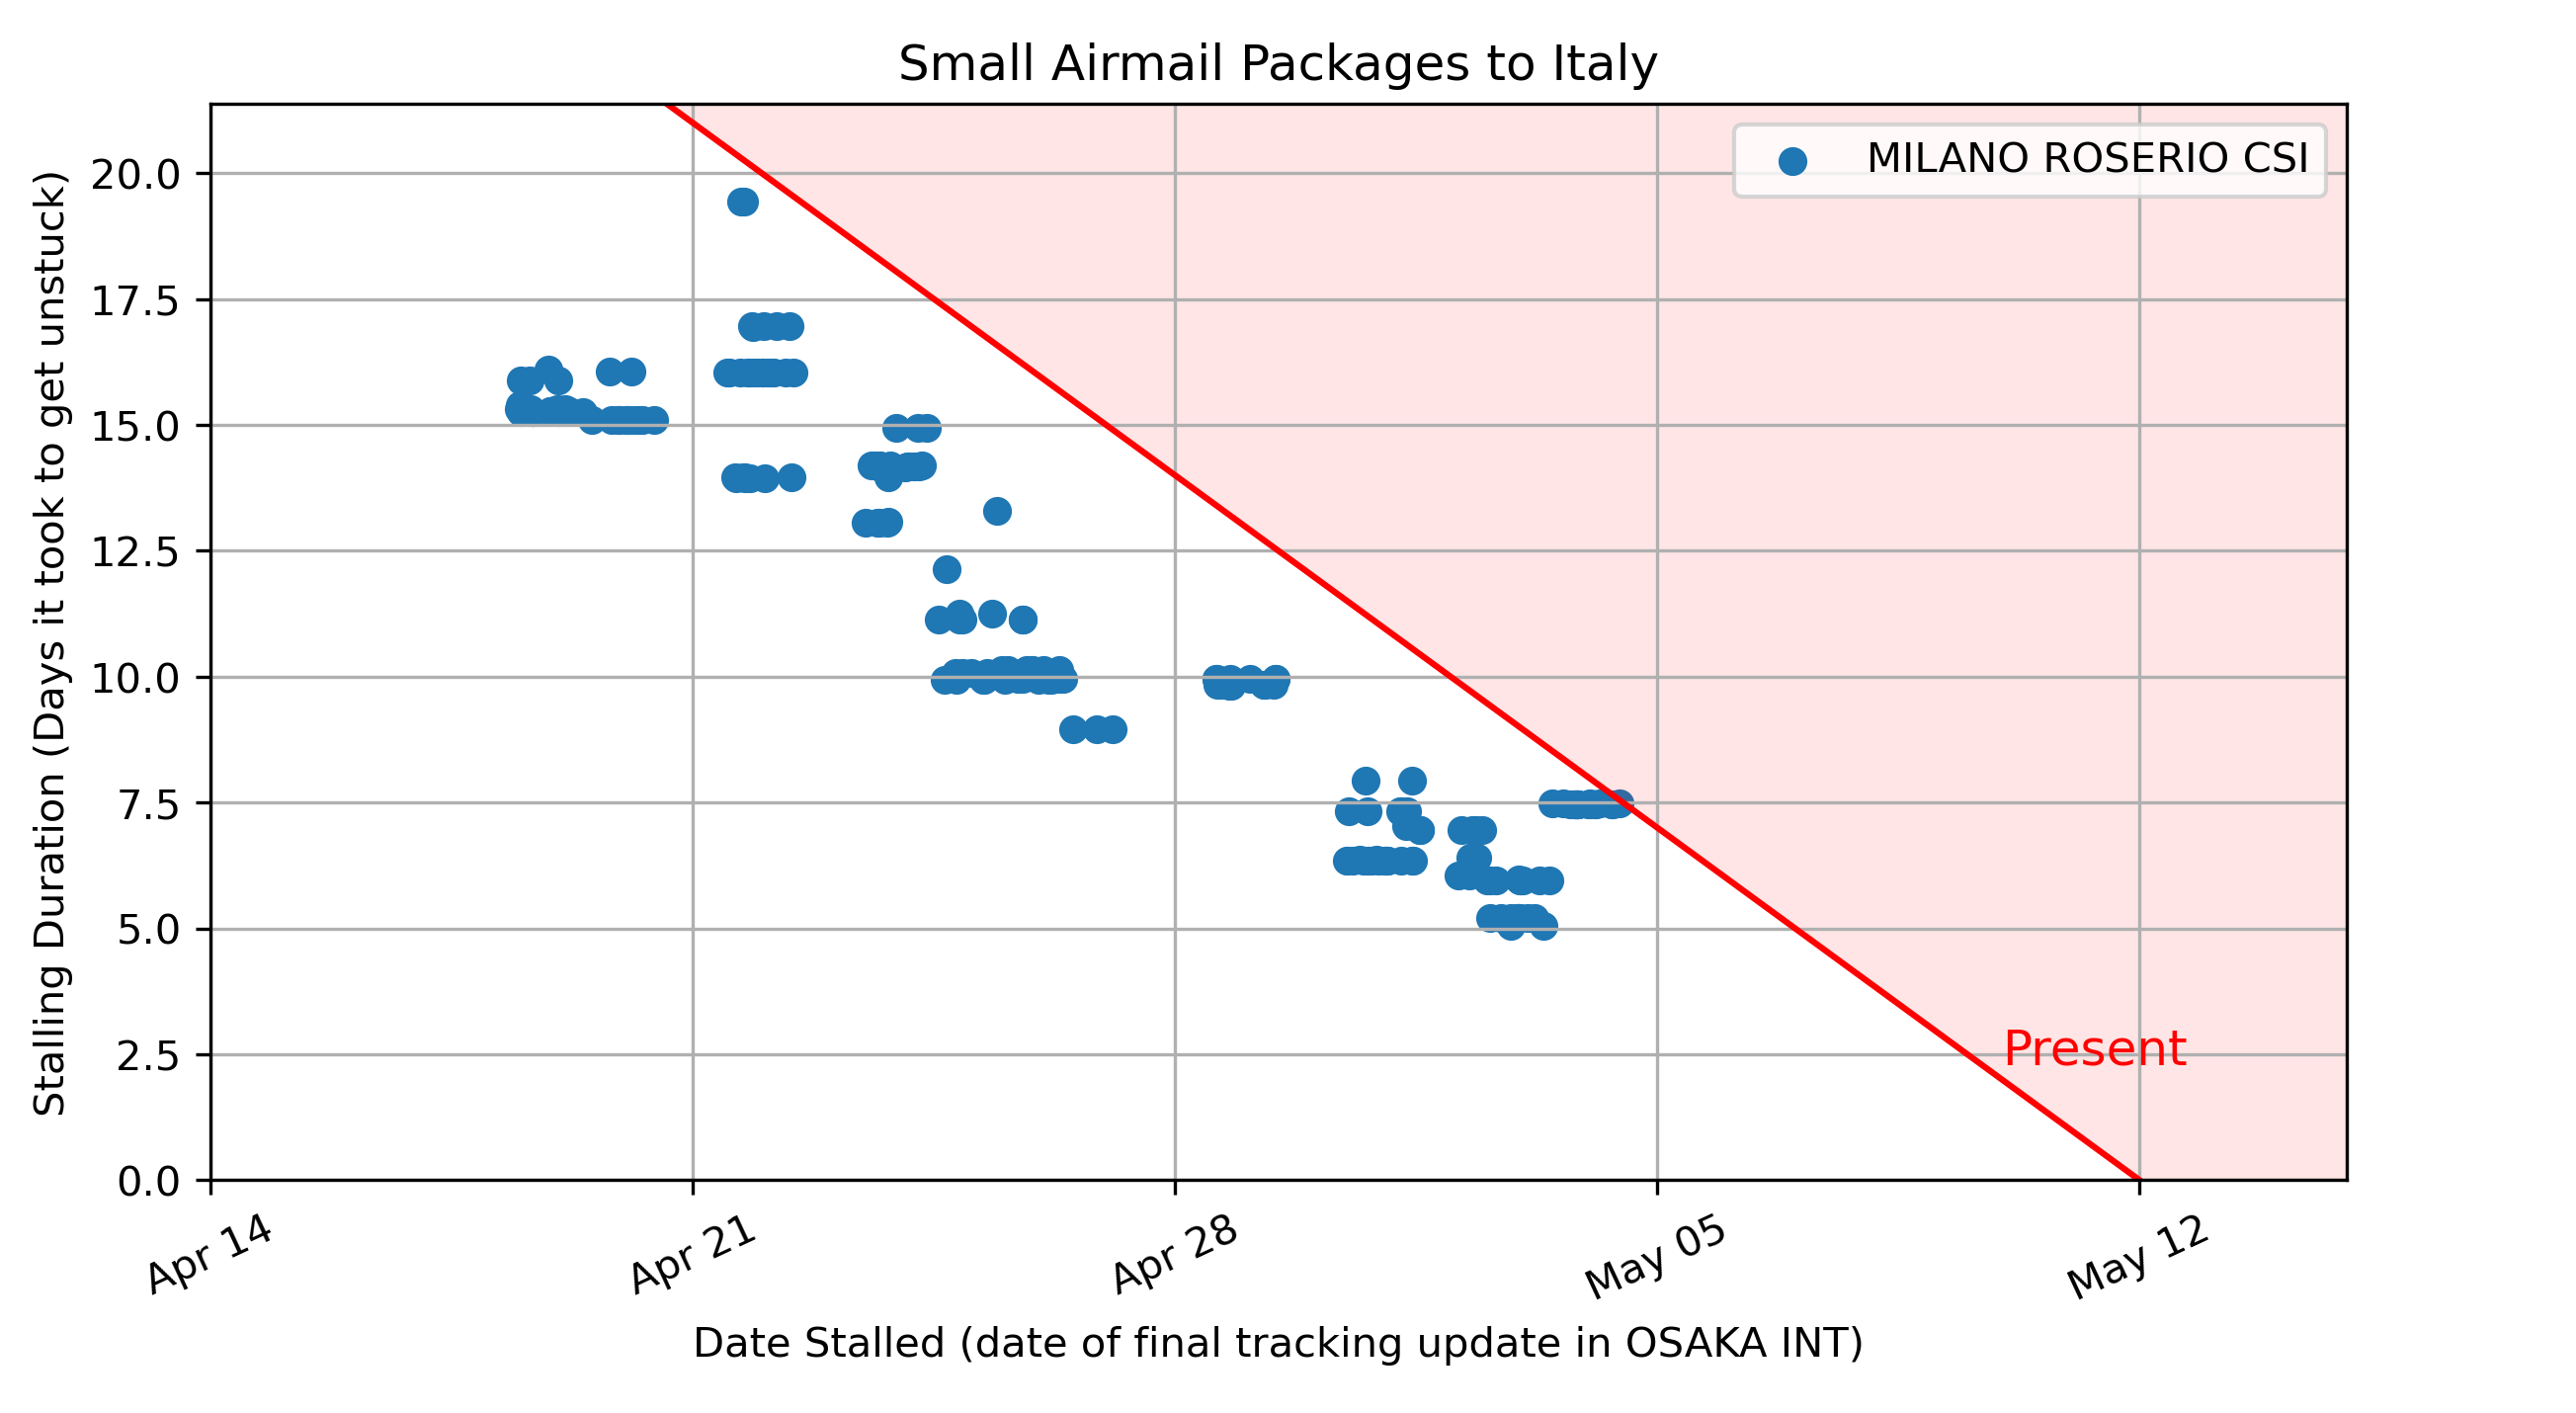 Small Airmail Packages to Italy
MILANO ROSERIO CSI
Stalling Duration (Days it took to get unstuck)
20.0
17.5
15.0
12.5
10.0
7.5
5.0
2.5
0.0
Present
Apr 14
Apr 21
Apr 28
May 05
May 12
Date Stalled (date of final tracking update in OSAKA INT)